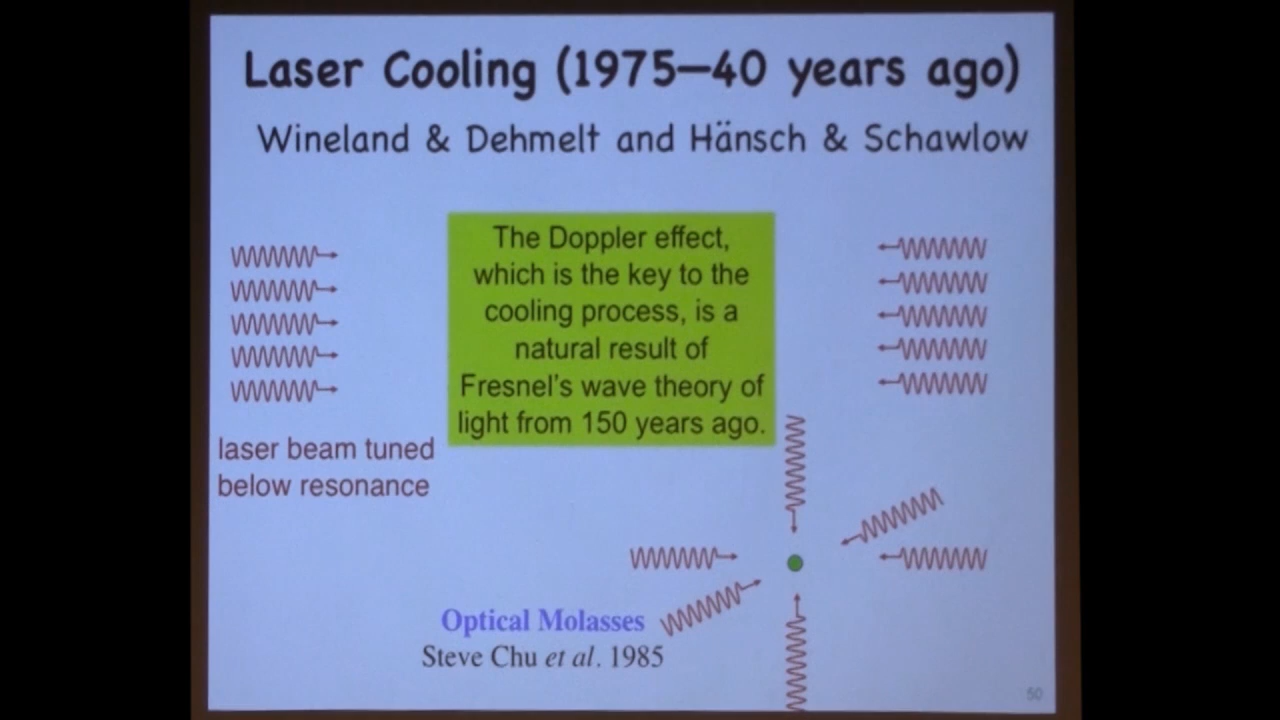 Laser Cooling (1975—40 years ago)
Wineland & Dehmelt and Hänsch & Schawlow
The Doppler effect,
which is the key to the
cooling process, is a
natural result of
Fresnel's wave theory of
light from 150 years ago.
laser beam tuned
below resonance
Optical Molasses
Steve Chu et al. 1985
50